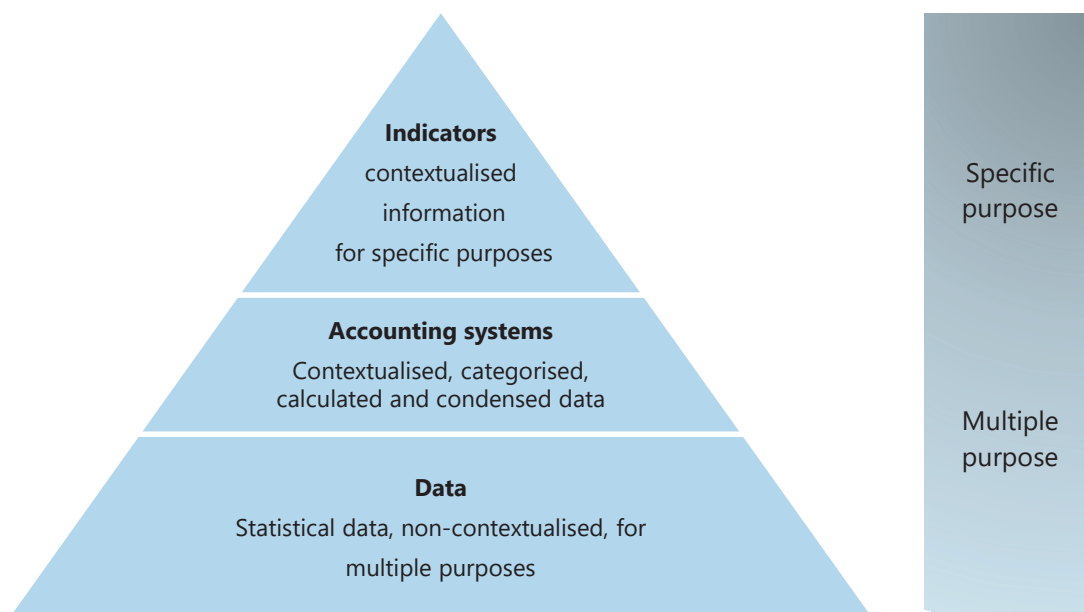 Indicators
contextualised
information
for specific purposes
Accounting systems
Contextualised, categorised,
calculated and condensed data
Data
Statistical data, non-contextualised, for
multiple purposes
Specific
purpose
Multiple
purpose